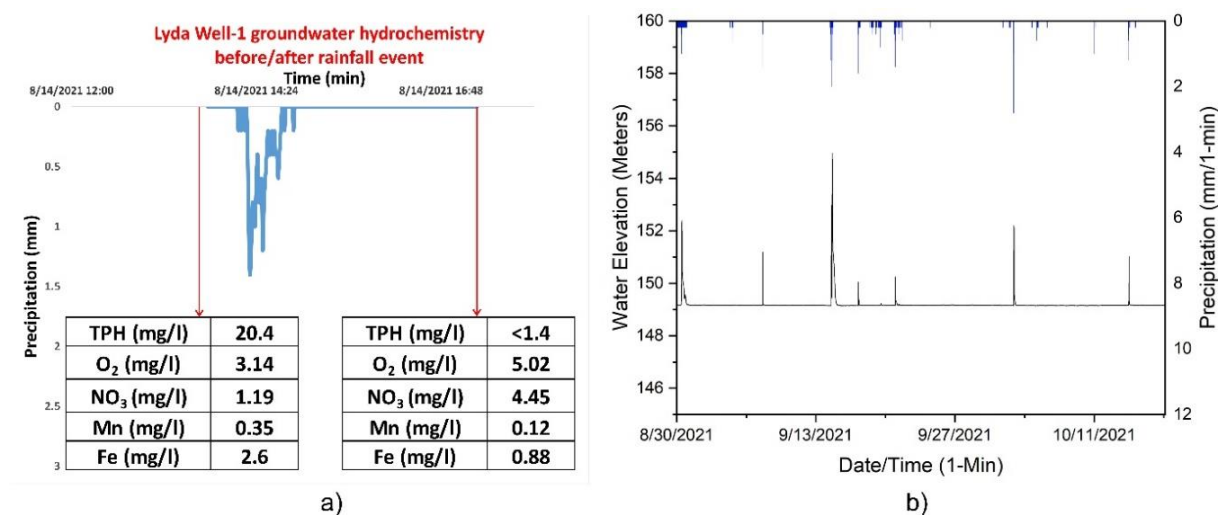 Lyda Well-1 groundwater hydrochemistry
before/after rainfall event
Time (min)
8/14/2021 12:00 8/14/2021 14:24 8/14/2021 16:48
Precipitation (mm)
0
0.5
1
1.5
2
2.5
3
TPH (mg/l) 20.4
O₂ (mg/l) 3.14
NO₃ (mg/l) 1.19
Mn (mg/l) 0.35
Fe (mg/l) 2.6
TPH (mg/l) <1.4
O₂ (mg/l) 5.02
NO₃ (mg/l) 4.45
Mn (mg/l) 0.12
Fe (mg/l) 0.88
a)
Water Elevation (Meters)
160
158
156
154
152
150
148
146
Precipitation (mm/1-min)
0
2
4
6
8
10
12
8/30/2021 9/13/2021 9/27/2021 10/11/2021
Date/Time (1-Min)
b)